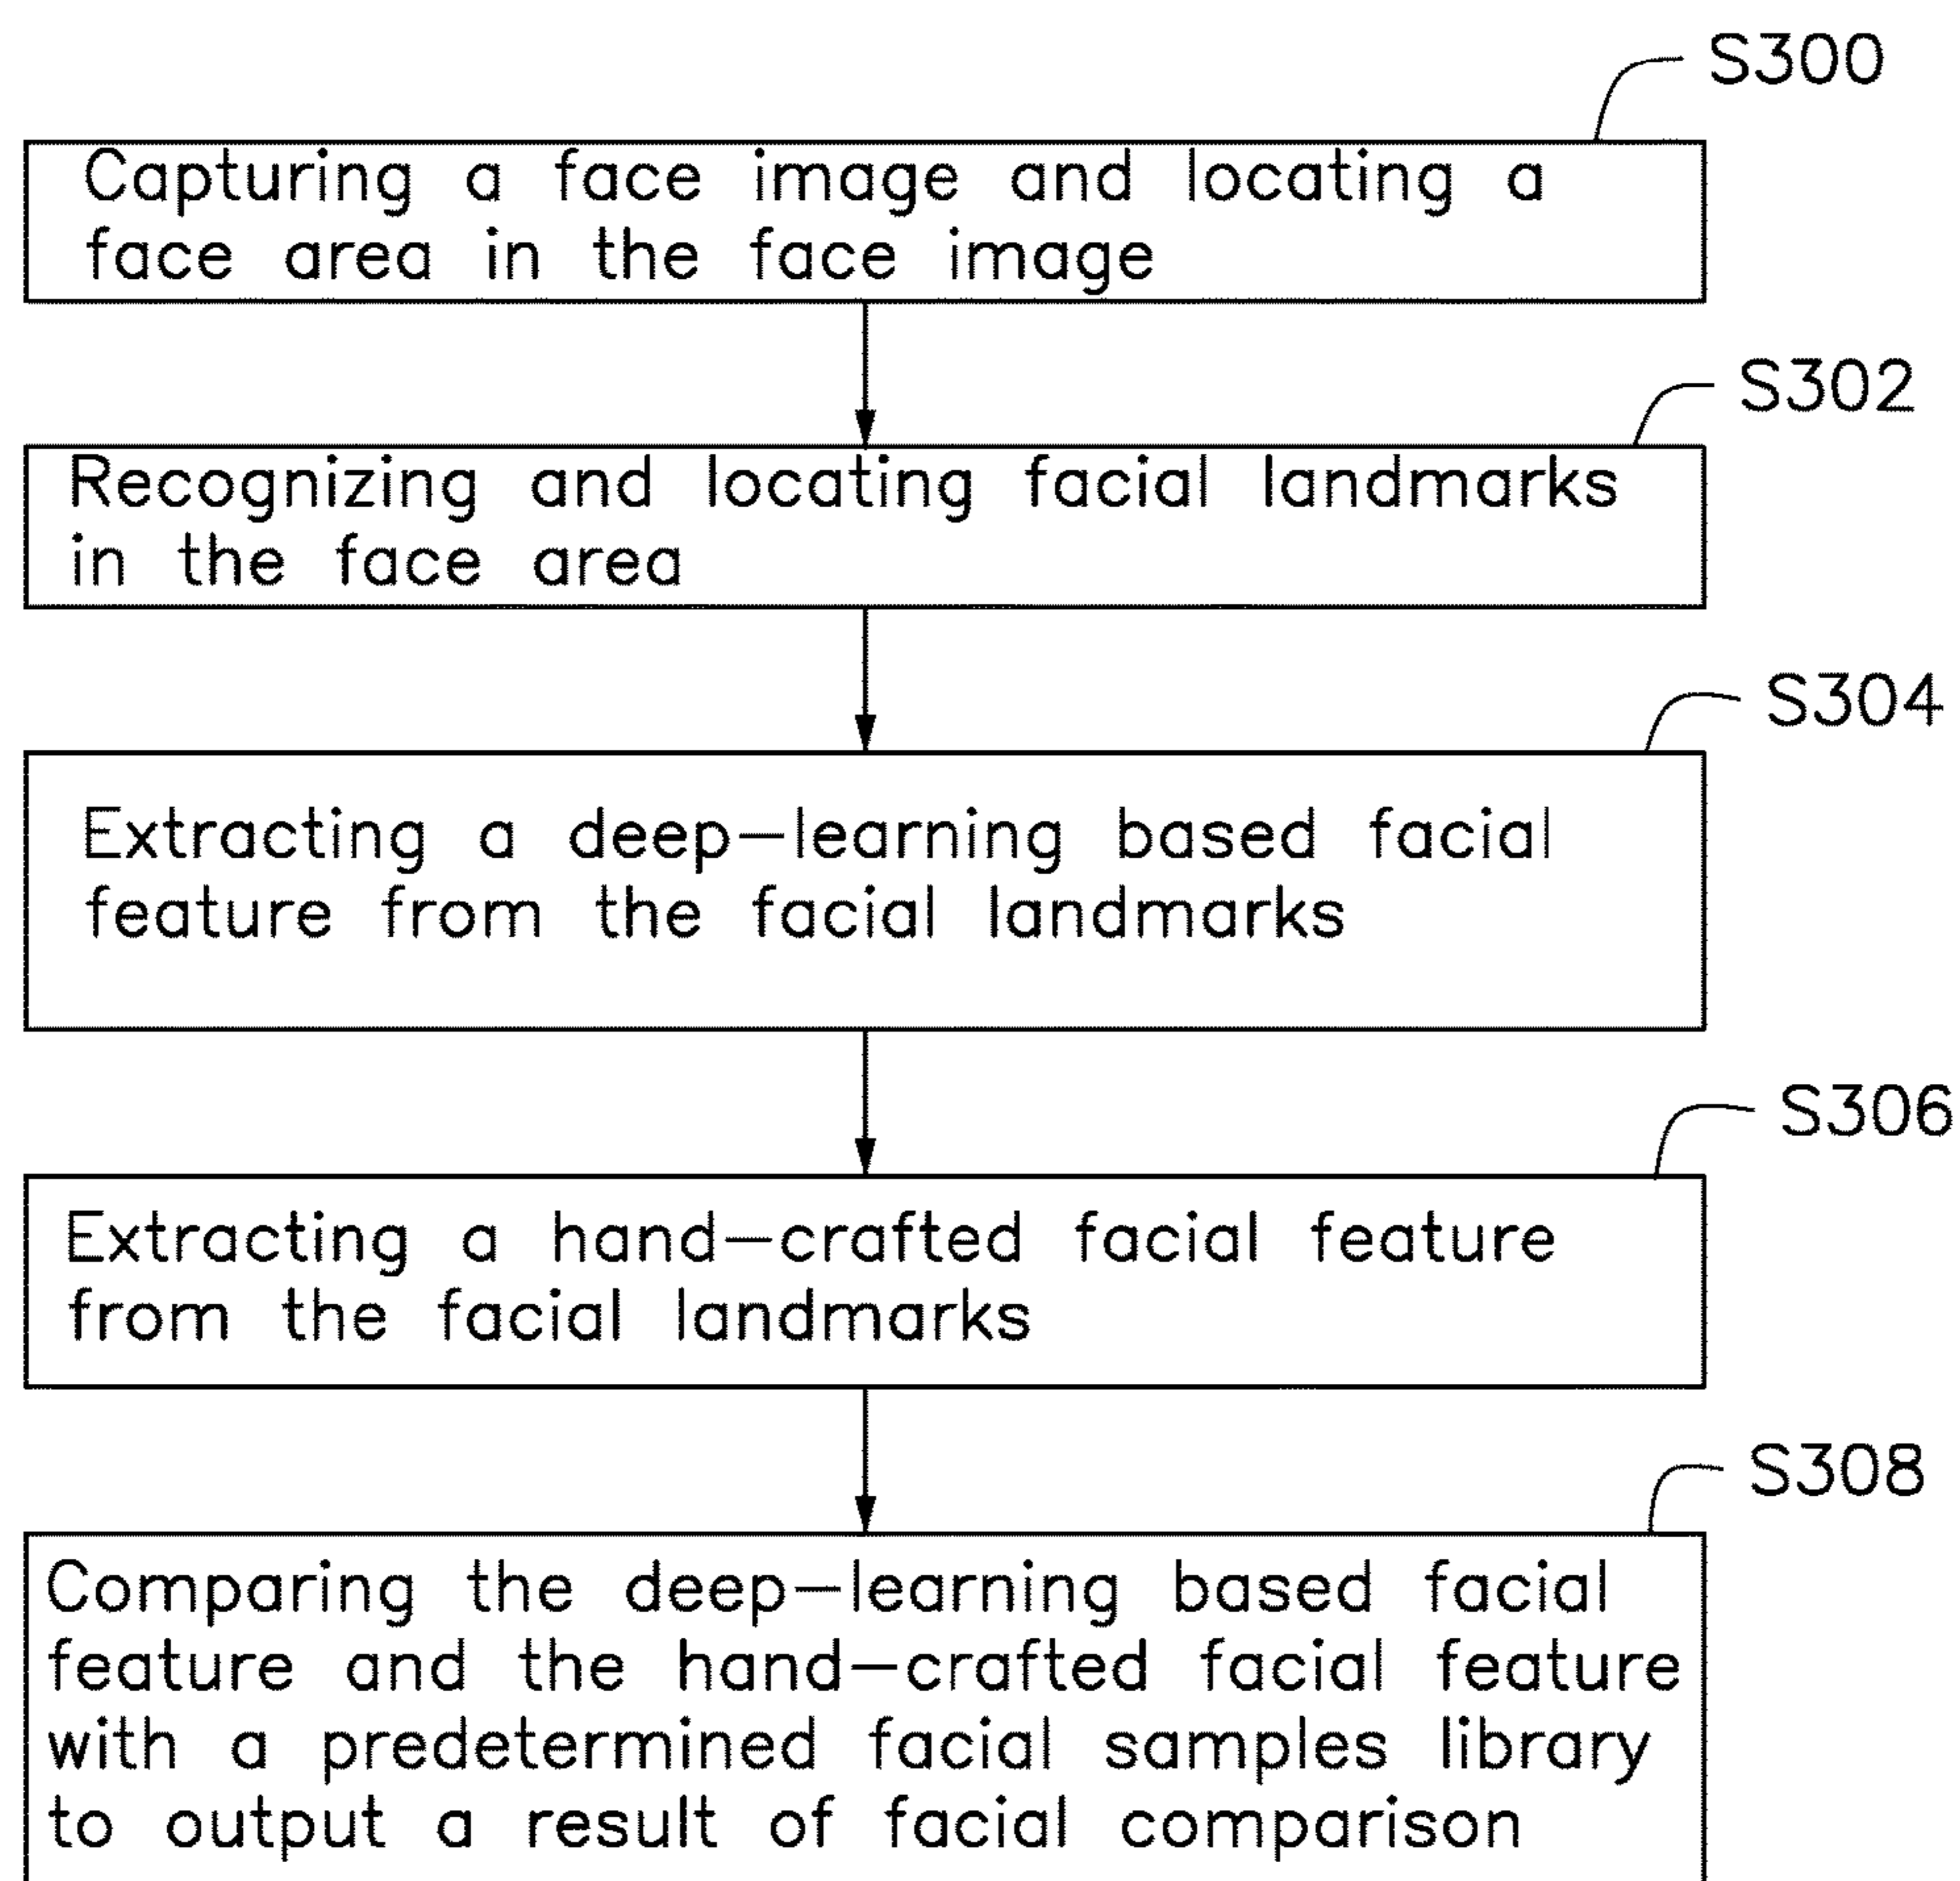 S300
Capturing a face image and locating a
face area in the face image
S302
Recognizing and locating facial landmarks
in the face area
S304
Extracting a deep-learning based facial
feature from the facial landmarks
S306
Extracting a hand-crafted facial feature
from the facial landmarks
S308
Comparing the deep-learning based facial
feature and the hand-crafted facial feature
with a predetermined facial samples library
to output a result of facial comparison